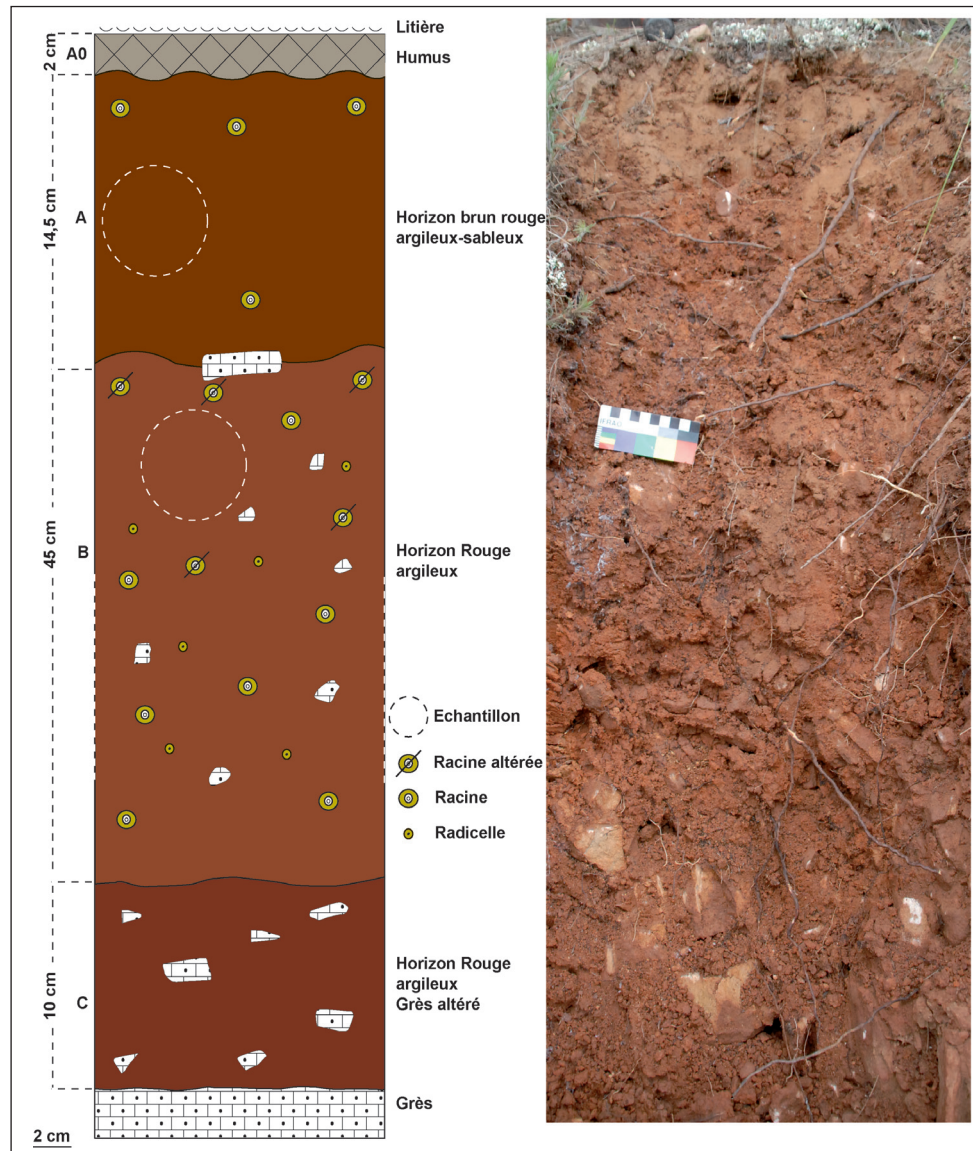 Litière
2 cm
A0
Humus
14,5 cm
A
Horizon brun rouge
argileux-sableux
45 cm
B
Horizon Rouge
argileux
Echantillon
Racine altérée
Racine
Radicelle
10 cm
C
Horizon Rouge
argileux
Grès altéré
Grès
2 cm